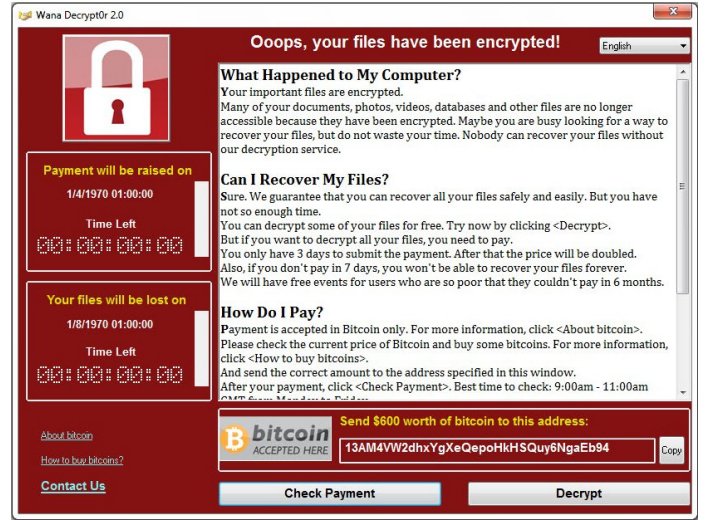 Wana Decrypt0r 2.0
Ooops, your files have been encrypted!
English
What Happened to My Computer?
Your important files are encrypted.
Many of your documents, photos, videos, databases and other files are no longer
accessible because they have been encrypted. Maybe you are busy looking for a way to
recover your files, but do not waste your time. Nobody can recover your files without
our decryption service.
Can I Recover My Files?
Sure. We guarantee that you can recover all your files safely and easily. But you have
not so enough time.
You can decrypt some of your files for free. Try now by clicking <Decrypt>.
But if you want to decrypt all your files, you need to pay.
You only have 3 days to submit the payment. After that the price will be doubled.
Also, if you don't pay in 7 days, you won't be able to recover your files forever.
We will have free events for users who are so poor that they couldn't pay in 6 months.
How Do I Pay?
Payment is accepted in Bitcoin only. For more information, click <About bitcoin>.
Please check the current price of Bitcoin and buy some bitcoins. For more information,
click <How to buy bitcoins>.
And send the correct amount to the address specified in this window.
After your payment, click <Check Payment>. Best time to check: 9:00am - 11:00am
GMT from Monday to Friday.
Payment will be raised on
1/4/1970 01:00:00
Time Left
00:00:00:00
Your files will be lost on
1/8/1970 01:00:00
Time Left
00:00:00:00
About bitcoin
How to buy bitcoins?
Contact Us
bitcoin
ACCEPTED HERE
Send $600 worth of bitcoin to this address:
13AM4VW2dhxYgXeQepoHkHSQuy6NgaEb94
Copy
Check Payment
Decrypt